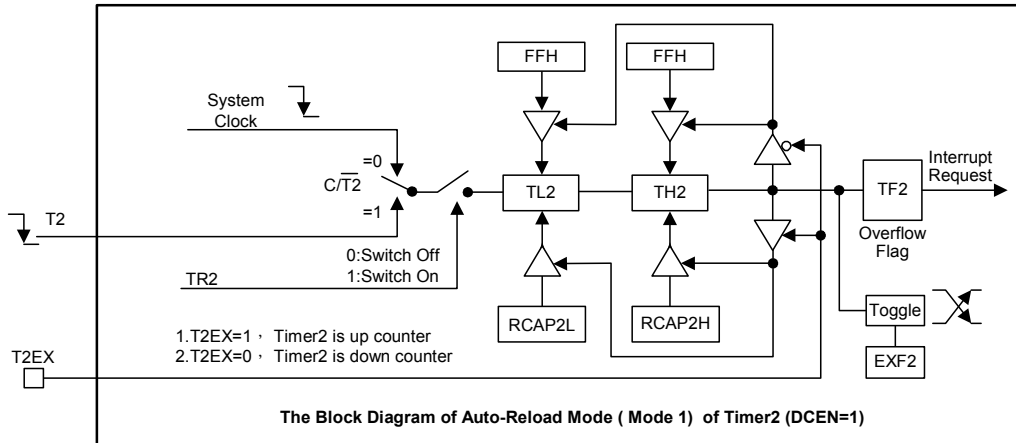 FFH
FFH
System
Clock
=0
C/T2
=1
T2
TL2
TH2
TF2
Interrupt
Request
Overflow
Flag
0:Switch Off
1:Switch On
TR2
RCAP2L
RCAP2H
Toggle
EXF2
1.T2EX=1， Timer2 is up counter
2.T2EX=0， Timer2 is down counter
T2EX
The Block Diagram of Auto-Reload Mode ( Mode 1) of Timer2 (DCEN=1)